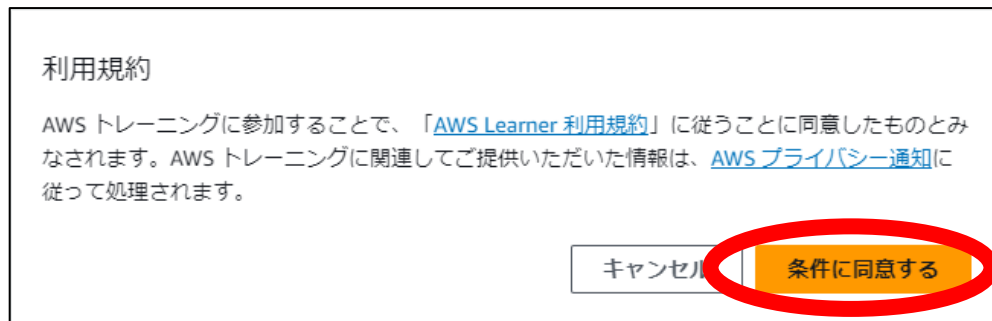 利用規約
AWS トレーニングに参加することで、「AWS Learner 利用規約」に従うことに同意したものとみ
なされます。AWS トレーニングに関連してご提供いただいた情報は、AWS プライバシー通知に
従って処理されます。
キャンセル 条件に同意する